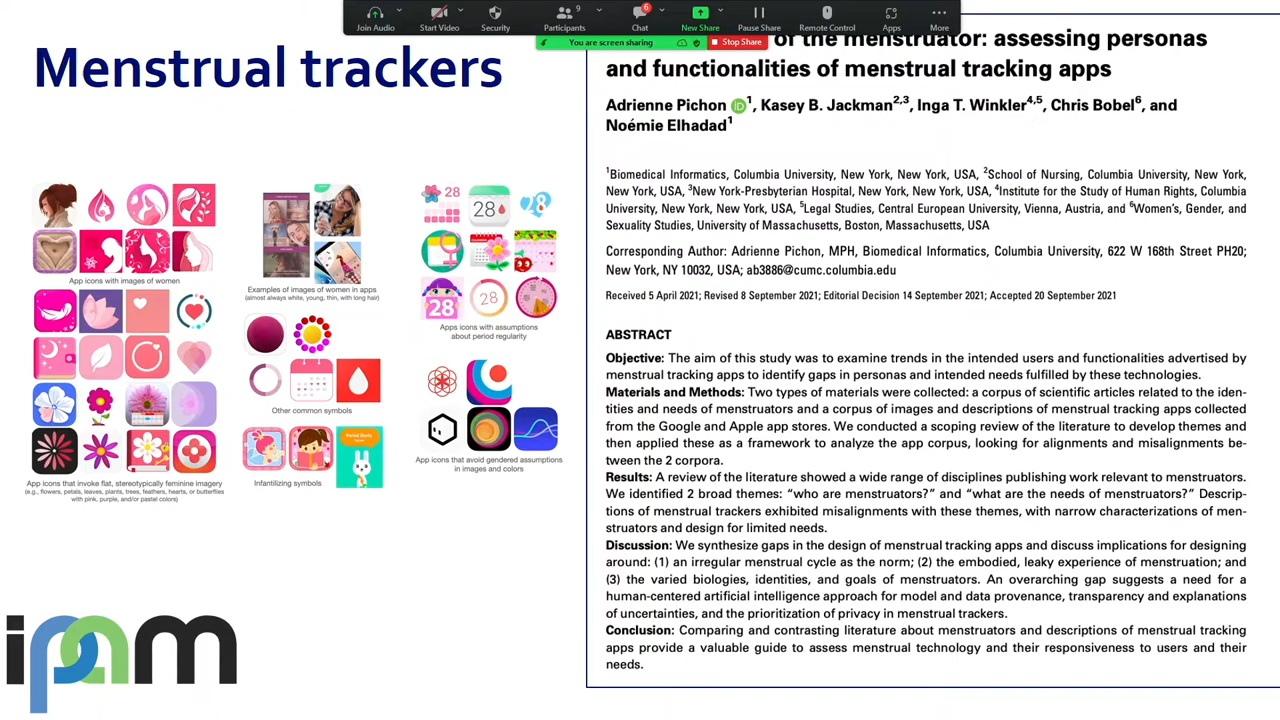 Join Audio
Start Video
Security
9
Participants
6
Chat
New Share
Pause Share
Remote Control
Apps
More
You are screen sharing
Stop Share
Menstrual trackers
App icons with images of women
App icons that invoke flat, stereotypically feminine imagery
(e.g., flowers, petals, leaves, plants, trees, feathers, hearts, or butterflies
with pink, purple, and/or pastel colors)
Examples of images of women in apps
(almost always white, young, thin, with long hair)
Other common symbols
Period Starts
Infantilizing symbols
28
28
28
28
28
Apps icons with assumptions
about period regularity
App icons that avoid gendered assumptions
in images and colors
ipam
of the menstruator: assessing personas
and functionalities of menstrual tracking apps
Adrienne Pichon iD 1, Kasey B. Jackman2,3, Inga T. Winkler4,5, Chris Bobel6, and
Noémie Elhadad1
1Biomedical Informatics, Columbia University, New York, New York, USA, 2School of Nursing, Columbia University, New York,
New York, USA, 3New York-Presbyterian Hospital, New York, New York, USA, 4Institute for the Study of Human Rights, Columbia
University, New York, New York, USA, 5Legal Studies, Central European University, Vienna, Austria, and 6Women's, Gender, and
Sexuality Studies, University of Massachusetts, Boston, Massachusetts, USA
Corresponding Author: Adrienne Pichon, MPH, Biomedical Informatics, Columbia University, 622 W 168th Street PH20;
New York, NY 10032, USA; ab3886@cumc.columbia.edu
Received 5 April 2021; Revised 8 September 2021; Editorial Decision 14 September 2021; Accepted 20 September 2021
ABSTRACT
Objective: The aim of this study was to examine trends in the intended users and functionalities advertised by
menstrual tracking apps to identify gaps in personas and intended needs fulfilled by these technologies.
Materials and Methods: Two types of materials were collected: a corpus of scientific articles related to the iden-
tities and needs of menstruators and a corpus of images and descriptions of menstrual tracking apps collected
from the Google and Apple app stores. We conducted a scoping review of the literature to develop themes and
then applied these as a framework to analyze the app corpus, looking for alignments and misalignments be-
tween the 2 corpora.
Results: A review of the literature showed a wide range of disciplines publishing work relevant to menstruators.
We identified 2 broad themes: “who are menstruators?” and “what are the needs of menstruators?” Descrip-
tions of menstrual trackers exhibited misalignments with these themes, with narrow characterizations of men-
struators and design for limited needs.
Discussion: We synthesize gaps in the design of menstrual tracking apps and discuss implications for designing
around: (1) an irregular menstrual cycle as the norm; (2) the embodied, leaky experience of menstruation; and
(3) the varied biologies, identities, and goals of menstruators. An overarching gap suggests a need for a
human-centered artificial intelligence approach for model and data provenance, transparency and explanations
of uncertainties, and the prioritization of privacy in menstrual trackers.
Conclusion: Comparing and contrasting literature about menstruators and descriptions of menstrual tracking
apps provide a valuable guide to assess menstrual technology and their responsiveness to users and their
needs.